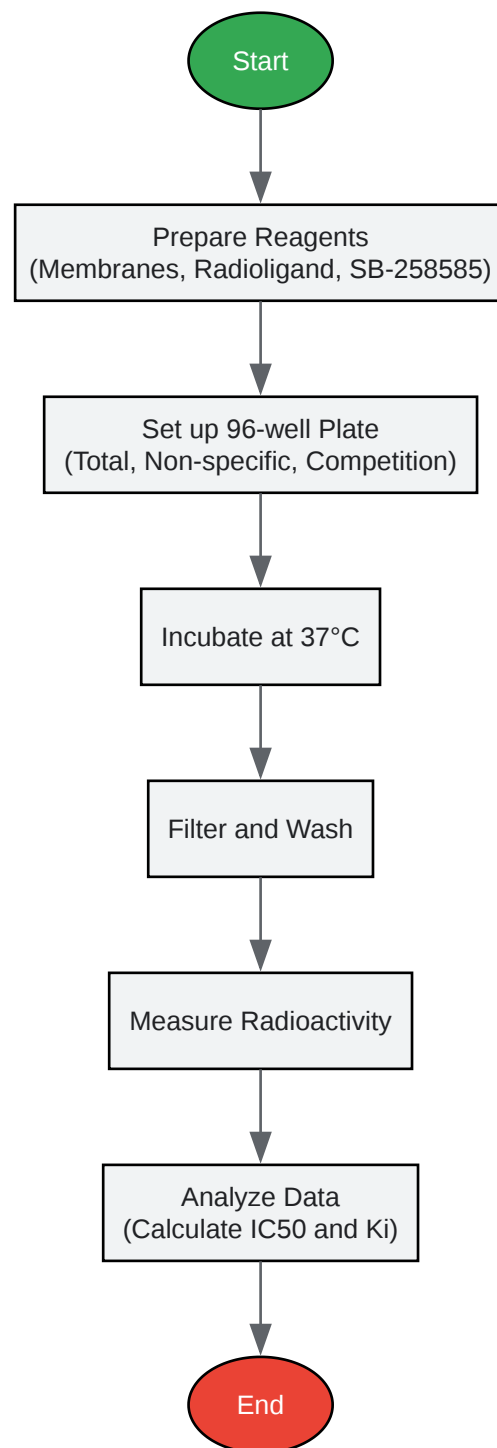 Start
Prepare Reagents
(Membranes, Radioligand, SB-258585)
Set up 96-well Plate
(Total, Non-specific, Competition)
Incubate at 37°C
Filter and Wash
Measure Radioactivity
Analyze Data
(Calculate IC50 and Ki)
End